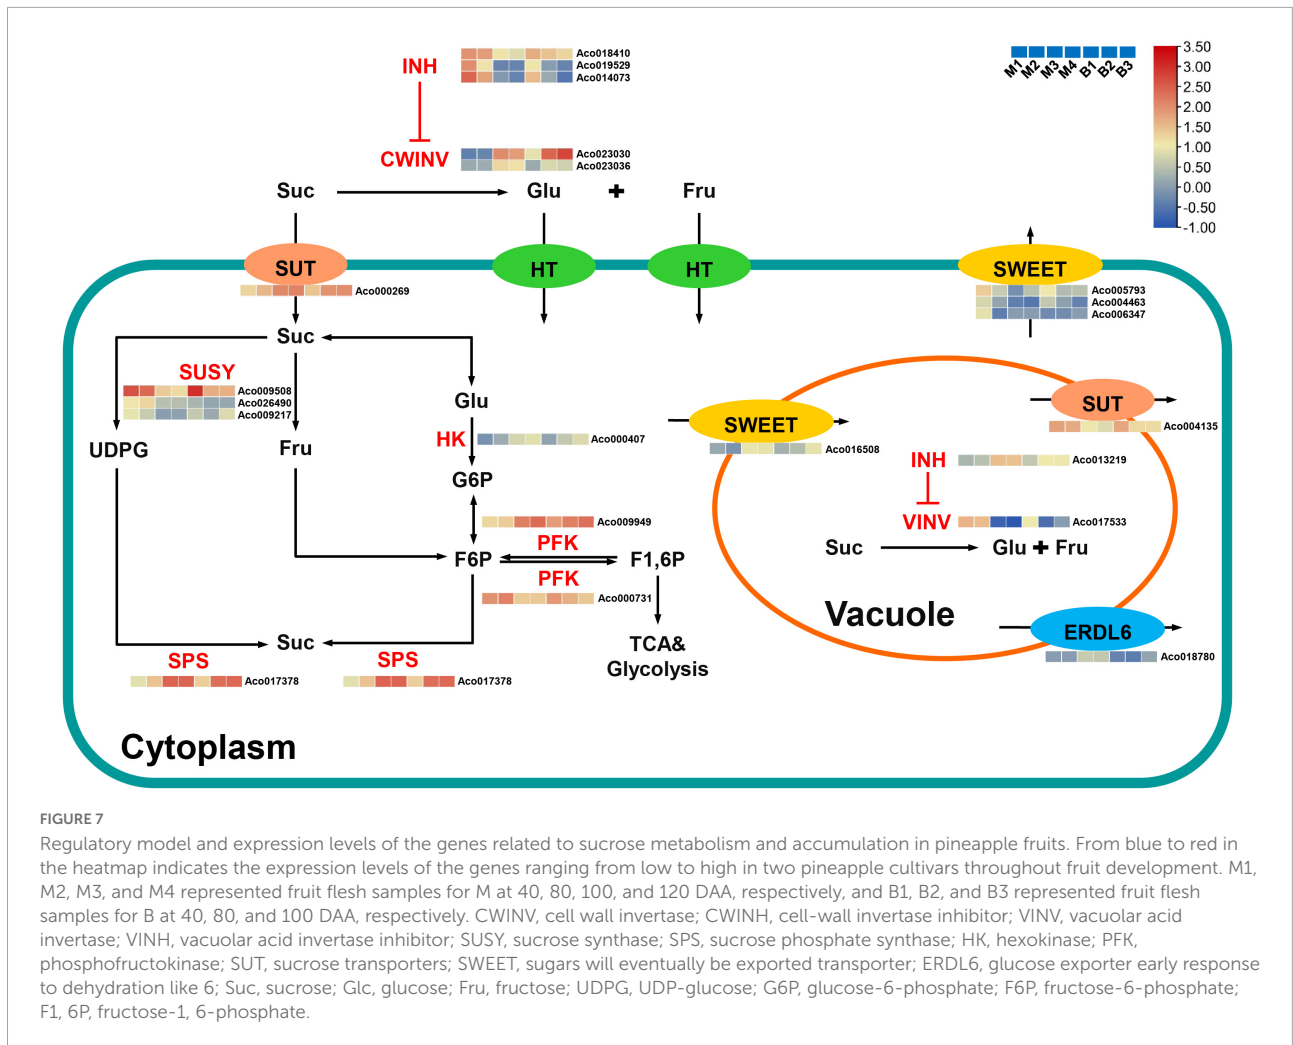 INH
Aco018410
Aco019529
Aco014073
M1 M2 M3 M4 B1 B2 B3
3.50
3.00
2.50
2.00
1.50
1.00
0.50
0.00
-0.50
-1.00
CWINV
Aco023030
Aco023036
Suc Glu + Fru
SUT
HT
HT
SWEET
Aco000269
Aco005793
Aco004463
Aco006347
Suc
SUSY
Aco009508
Aco026490
Aco009217
Glu
UDPG
Fru
HK
Aco000407
G6P
Aco009949
PFK
F6P
F1,6P
PFK
Aco000731
TCA&
Glycolysis
Suc
SPS
SPS
Aco017378
Aco017378
SWEET
Aco016508
SUT
Aco004135
INH
Aco013219
VINV
Aco017533
Suc Glu + Fru
Vacuole
ERDL6
Aco018780
Cytoplasm
FIGURE 7
Regulatory model and expression levels of the genes related to sucrose metabolism and accumulation in pineapple fruits. From blue to red in
the heatmap indicates the expression levels of the genes ranging from low to high in two pineapple cultivars throughout fruit development. M1,
M2, M3, and M4 represented fruit flesh samples for M at 40, 80, 100, and 120 DAA, respectively, and B1, B2, and B3 represented fruit flesh
samples for B at 40, 80, and 100 DAA, respectively. CWINV, cell wall invertase; CWINH, cell-wall invertase inhibitor; VINV, vacuolar acid
invertase; VINH, vacuolar acid invertase inhibitor; SUSY, sucrose synthase; SPS, sucrose phosphate synthase; HK, hexokinase; PFK,
phosphofructokinase; SUT, sucrose transporters; SWEET, sugars will eventually be exported transporter; ERDL6, glucose exporter early response
to dehydration like 6; Suc, sucrose; Glc, glucose; Fru, fructose; UDPG, UDP-glucose; G6P, glucose-6-phosphate; F6P, fructose-6-phosphate;
F1, 6P, fructose-1, 6-phosphate.